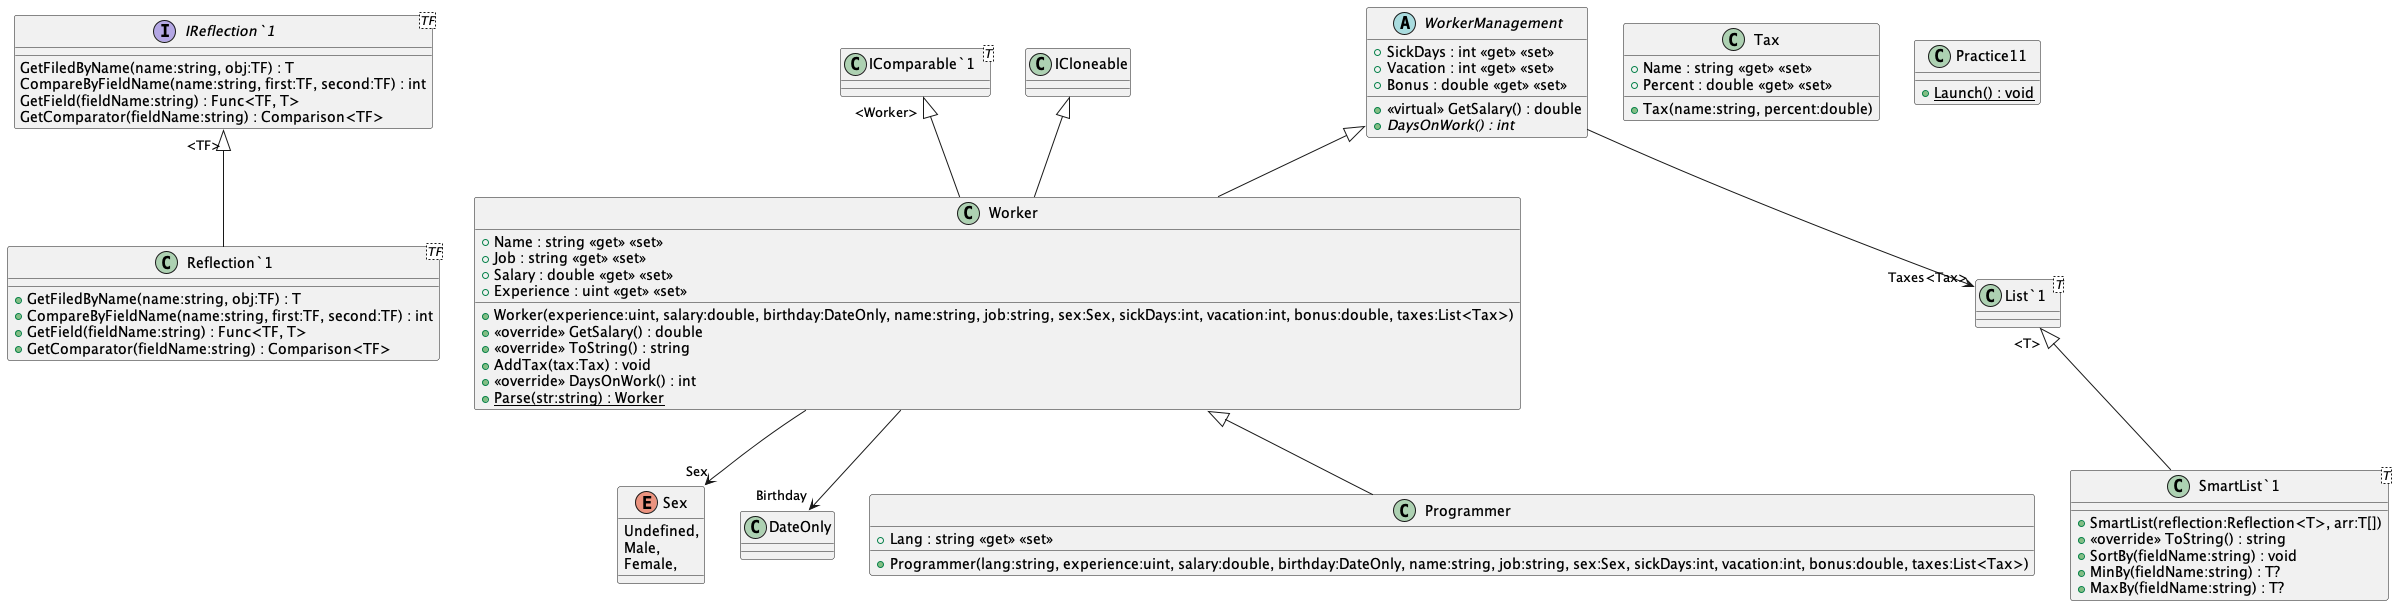 I IReflection`1
TF
GetFiledByName(name:string, obj:TF) : T
CompareByFieldName(name:string, first:TF, second:TF) : int
GetField(fieldName:string) : Func<TF, T>
GetComparator(fieldName:string) : Comparison<TF>
<TF>
C Reflection`1
TF
GetFiledByName(name:string, obj:TF) : T
CompareByFieldName(name:string, first:TF, second:TF) : int
GetField(fieldName:string) : Func<TF, T>
GetComparator(fieldName:string) : Comparison<TF>
C IComparable`1
T
<Worker>
C ICloneable
A WorkerManagement
SickDays : int «get» «set»
Vacation : int «get» «set»
Bonus : double «get» «set»
«virtual» GetSalary() : double
DaysOnWork() : int
C Tax
Name : string «get» «set»
Percent : double «get» «set»
Tax(name:string, percent:double)
C Practice11
Launch() : void
C Worker
Name : string «get» «set»
Job : string «get» «set»
Salary : double «get» «set»
Experience : uint «get» «set»
Worker(experience:uint, salary:double, birthday:DateOnly, name:string, job:string, sex:Sex, sickDays:int, vacation:int, bonus:double, taxes:List<Tax>)
«override» GetSalary() : double
«override» ToString() : string
AddTax(tax:Tax) : void
«override» DaysOnWork() : int
Parse(str:string) : Worker
Taxes<Tax>
C List`1
T
<T>
Sex
E Sex
Undefined,
Male,
Female,
Birthday
C DateOnly
C Programmer
Lang : string «get» «set»
Programmer(lang:string, experience:uint, salary:double, birthday:DateOnly, name:string, job:string, sex:Sex, sickDays:int, vacation:int, bonus:double, taxes:List<Tax>)
C SmartList`1
T
SmartList(reflection:Reflection<T>, arr:T[])
«override» ToString() : string
SortBy(fieldName:string) : void
MinBy(fieldName:string) : T?
MaxBy(fieldName:string) : T?